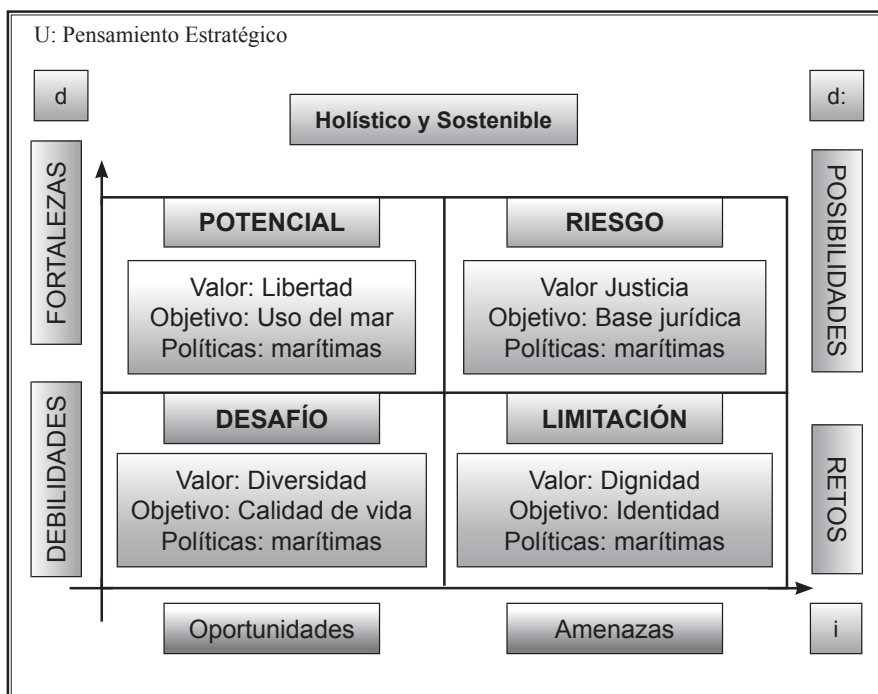 U: Pensamiento Estratégico
d
d:
Holístico y Sostenible
FORTALEZAS
POSIBILIDADES
POTENCIAL
RIESGO
Valor: Libertad
Objetivo: Uso del mar
Políticas: marítimas
Valor Justicia
Objetivo: Base jurídica
Políticas: marítimas
DEBILIDADES
RETOS
DESAFÍO
LIMITACIÓN
Valor: Diversidad
Objetivo: Calidad de vida
Políticas: marítimas
Valor: Dignidad
Objetivo: Identidad
Políticas: marítimas
Oportunidades
Amenazas
i